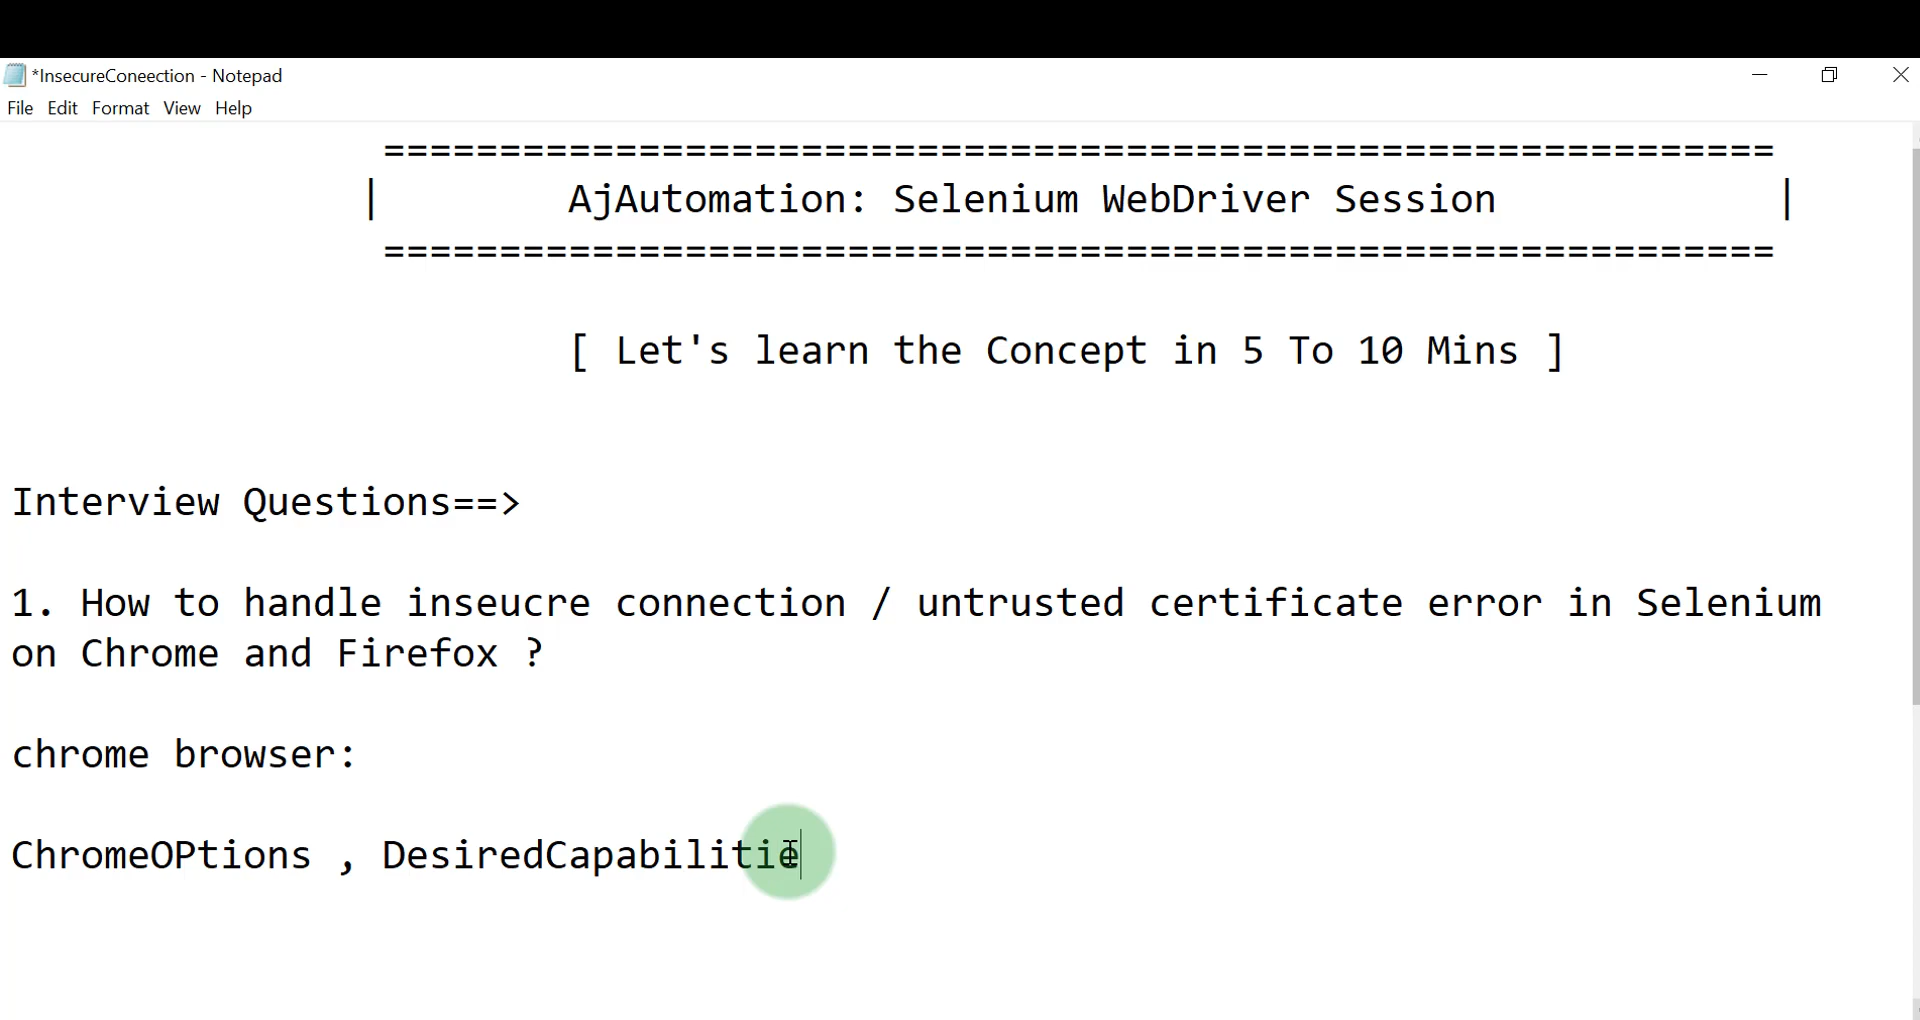 *InsecureConeection - Notepad
File Edit Format View Help
============================================================
| AjAutomation: Selenium WebDriver Session |
============================================================
[ Let's learn the Concept in 5 To 10 Mins ]
Interview Questions==>
1. How to handle inseucre connection / untrusted certificate error in Selenium
on Chrome and Firefox ?
chrome browser:
ChromeOPtions , DesiredCapabilitie